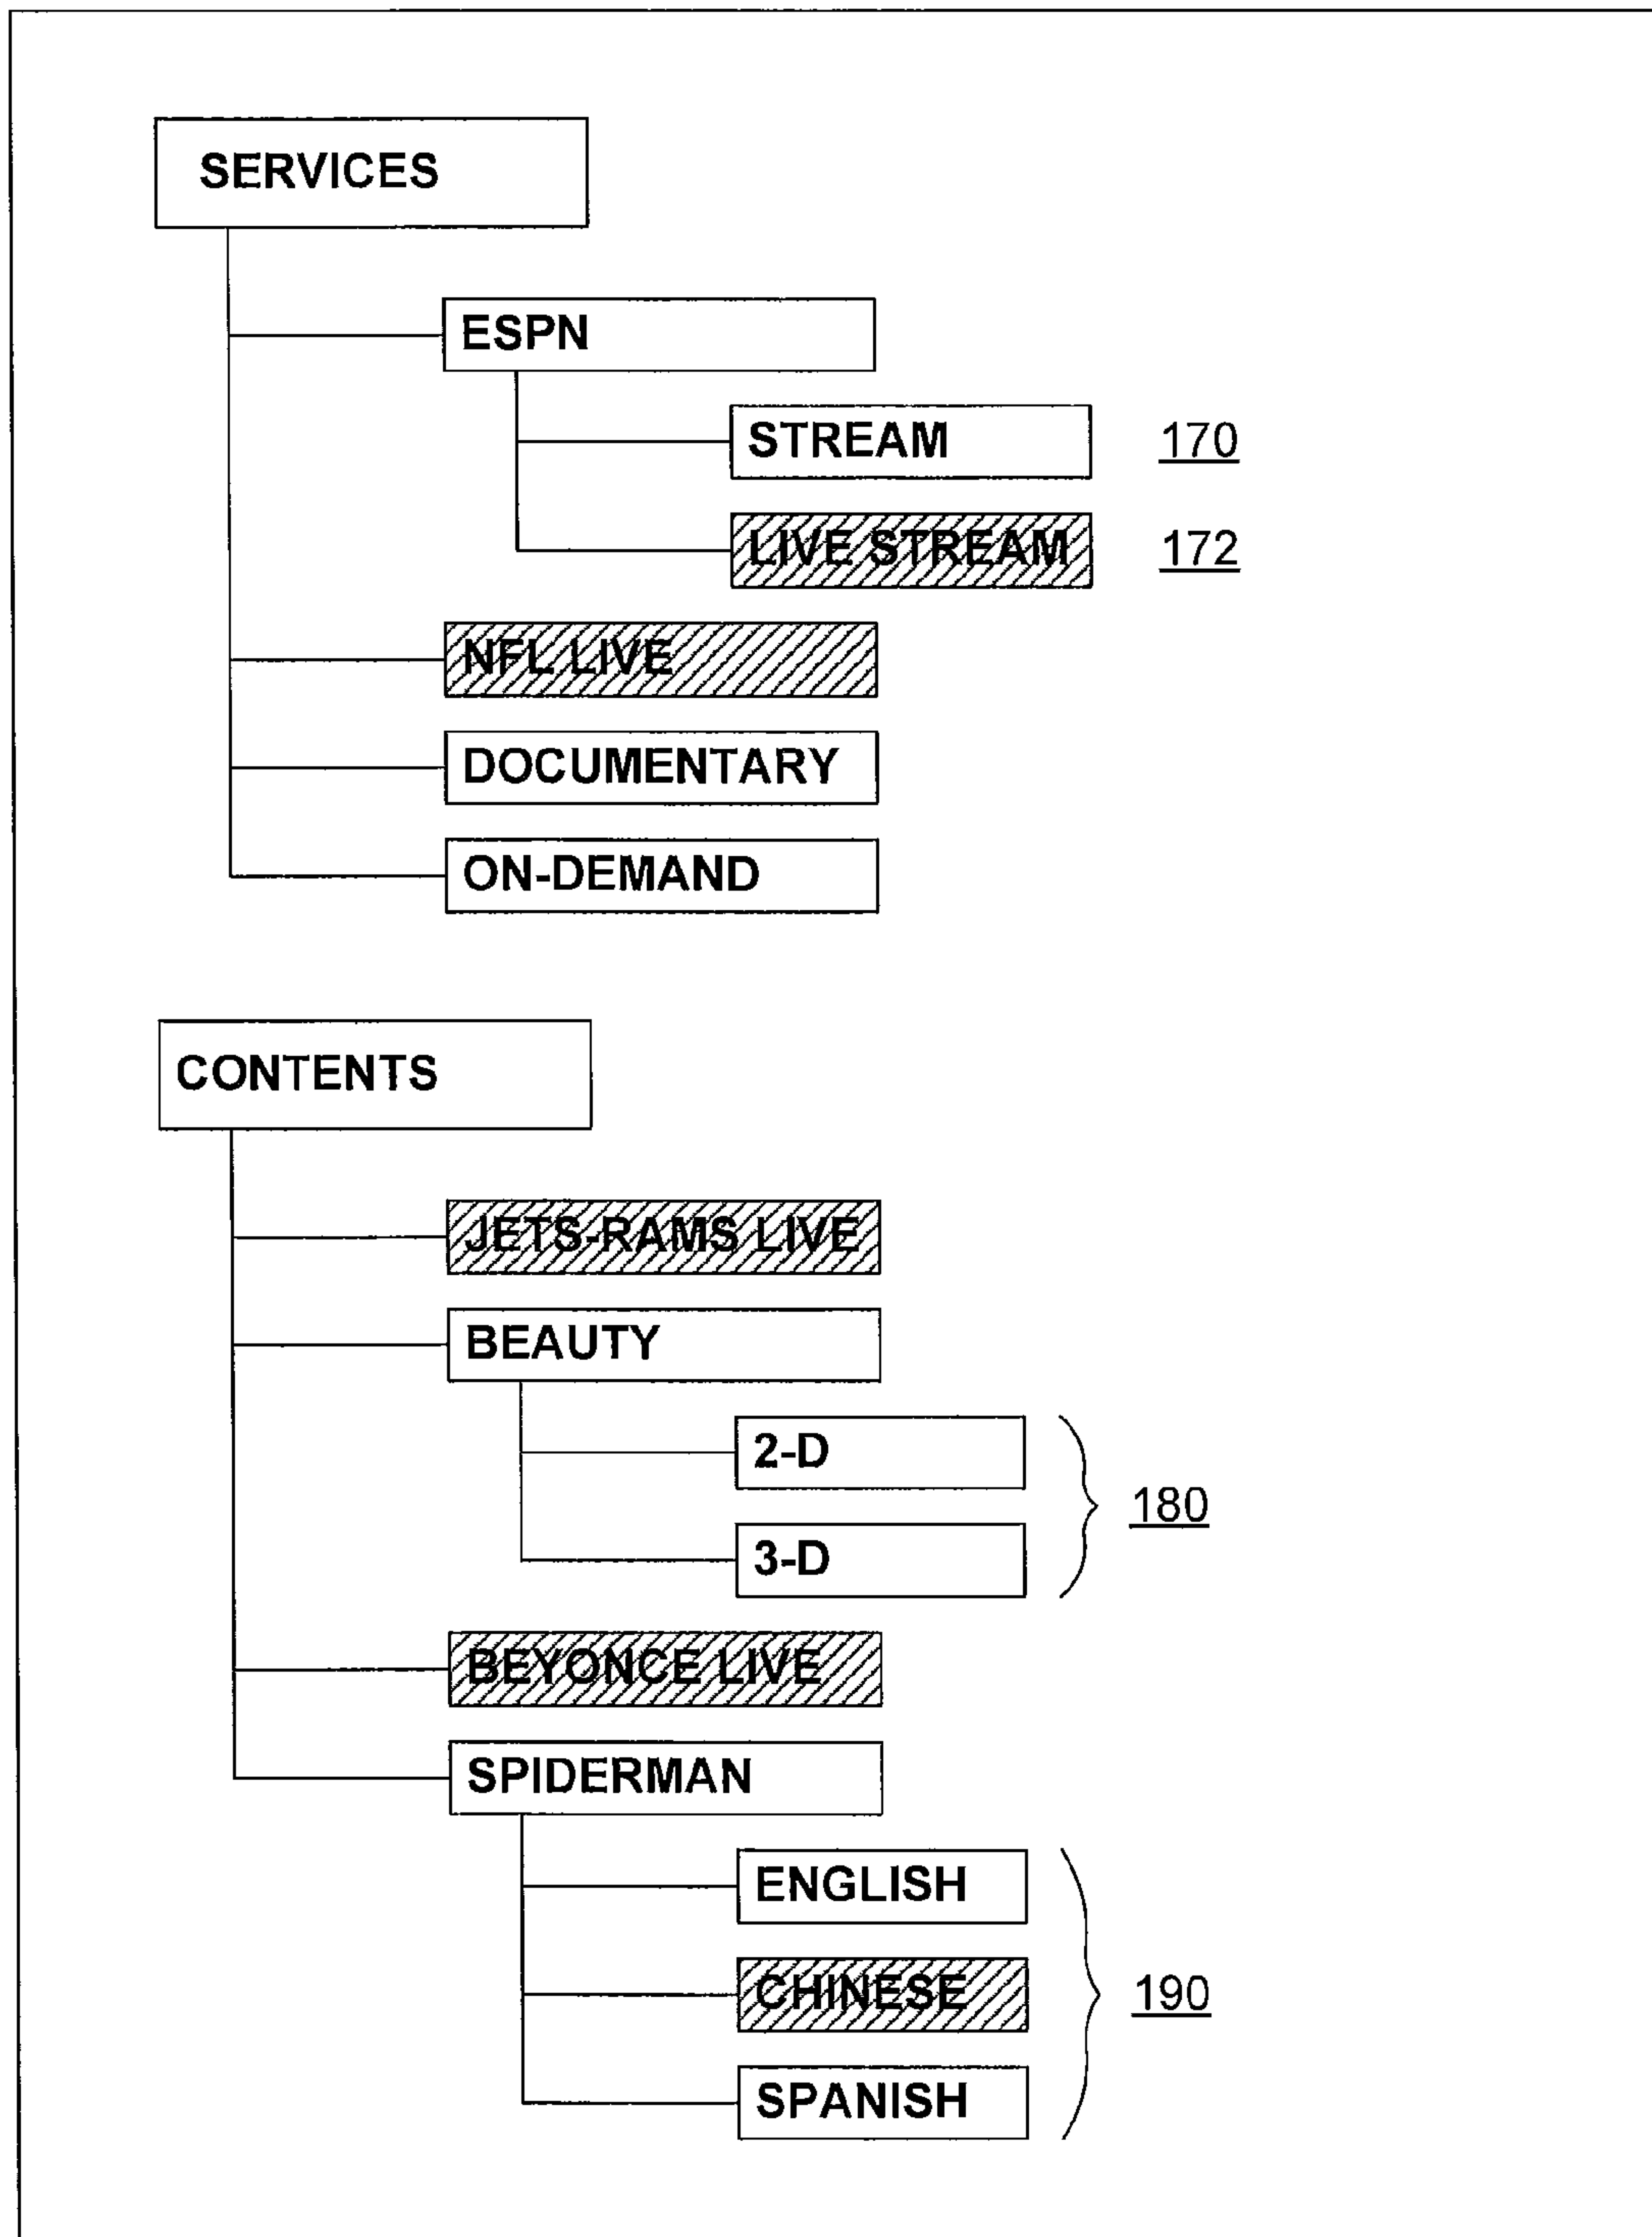 SERVICES
ESPN
STREAM 170
LIVE STREAM 172
NFL LIVE
DOCUMENTARY
ON-DEMAND
CONTENTS
JETS-RAMS LIVE
BEAUTY
2-D
180
3-D
BEYONCE LIVE
SPIDERMAN
ENGLISH
CHINESE 190
SPANISH